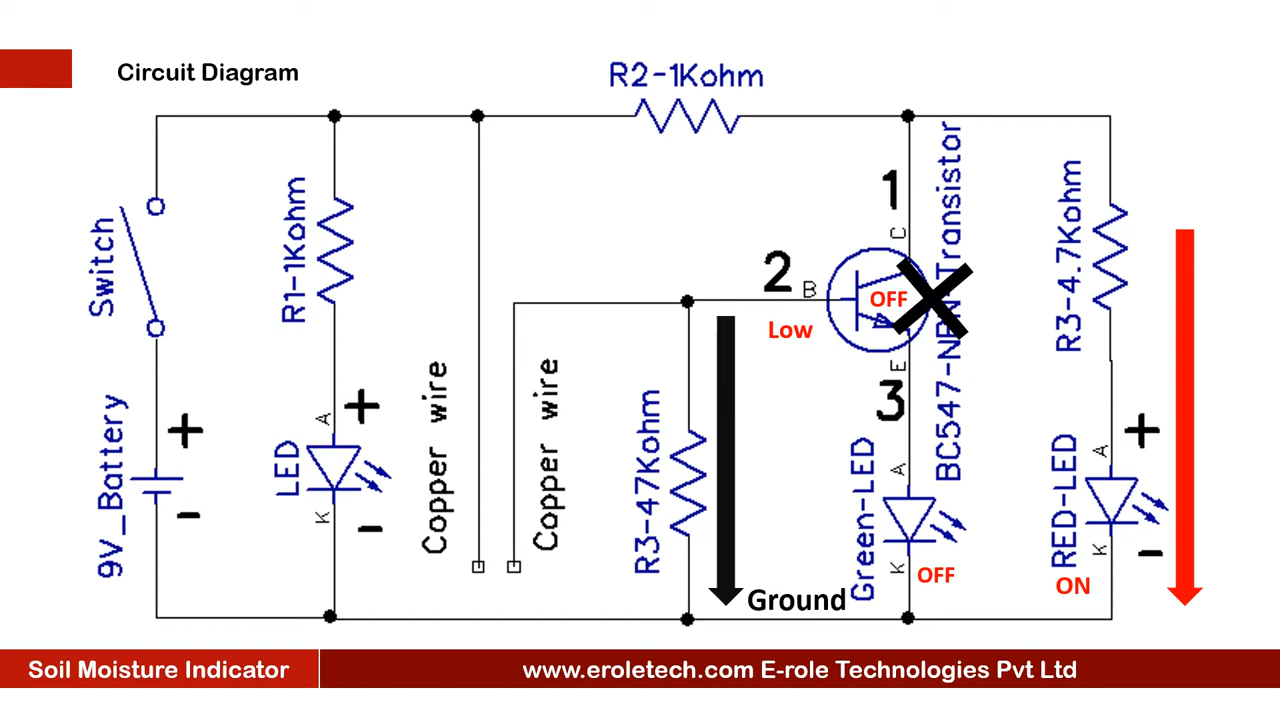 Circuit Diagram
R2-1Kohm
Switch
R1-1Kohm
1
C
BC547-NPN Transistor
R3-4.7Kohm
2
B
OFF
Low
E
3
9V_Battery
+
-
LED
A
+
K
-
Copper wire
Copper wire
R3-47Kohm
Ground
Green-LED
A
K
OFF
RED-LED
A
+
K
-
ON
Soil Moisture Indicator
www.eroletech.com E-role Technologies Pvt Ltd